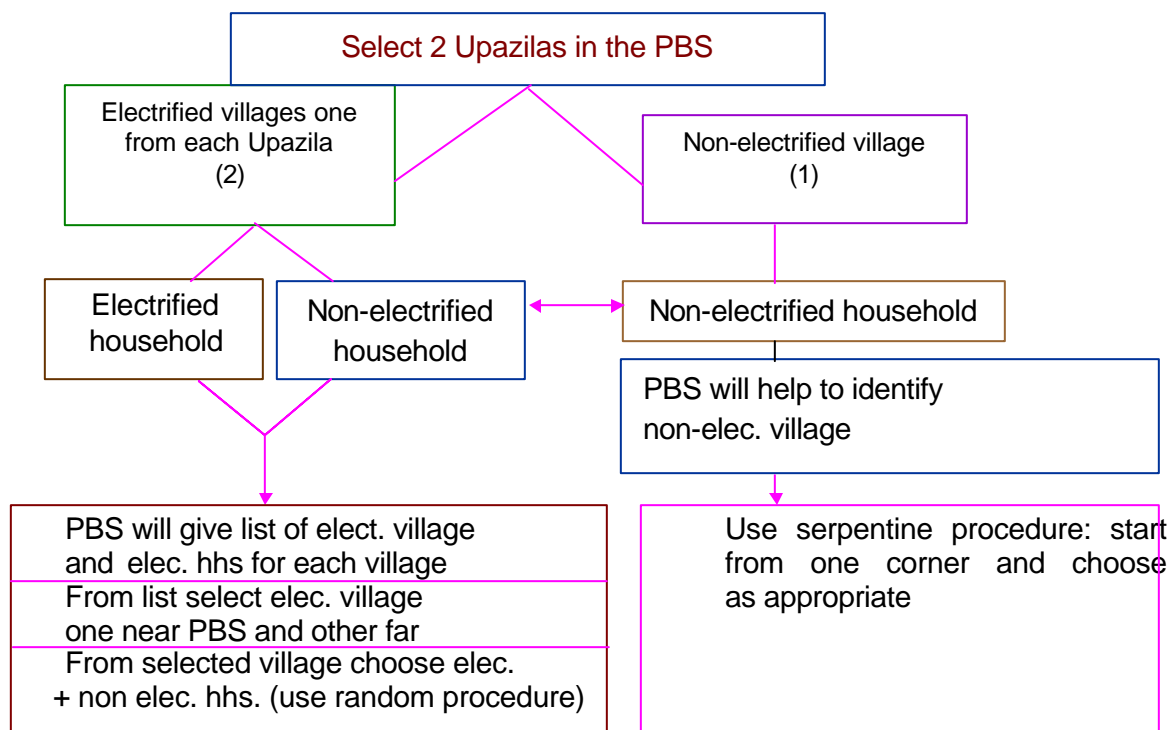 Select 2 Upazilas in the PBS
Electrified villages one
from each Upazila
(2)
Non-electrified village
(1)
Electrified
household
Non-electrified
household
Non-electrified household
PBS will help to identify
non-elec. village
PBS will give list of elect. village
and elec. hhs for each village
From list select elec. village
one near PBS and other far
From selected village choose elec.
+ non elec. hhs. (use random procedure)
Use serpentine procedure: start
from one corner and choose
as appropriate